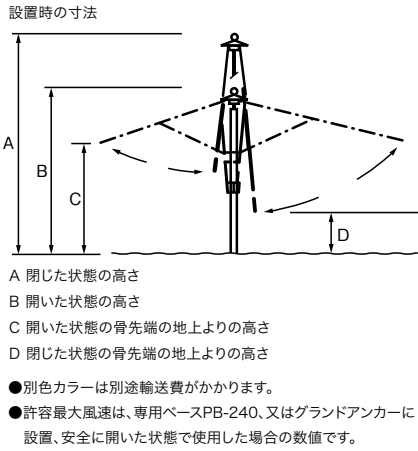 設置時の寸法
A
B
C
D
A 閉じた状態の高さ
B 開いた状態の高さ
C 開いた状態の骨先端の地上よりの高さ
D 閉じた状態の骨先端の地上よりの高さ
●別色カラーは別途輸送費がかかります。
●許容最大風速は、専用ベースPB-240、又はグランドアンカーに
設置、安全に開いた状態で使用した場合の数値です。